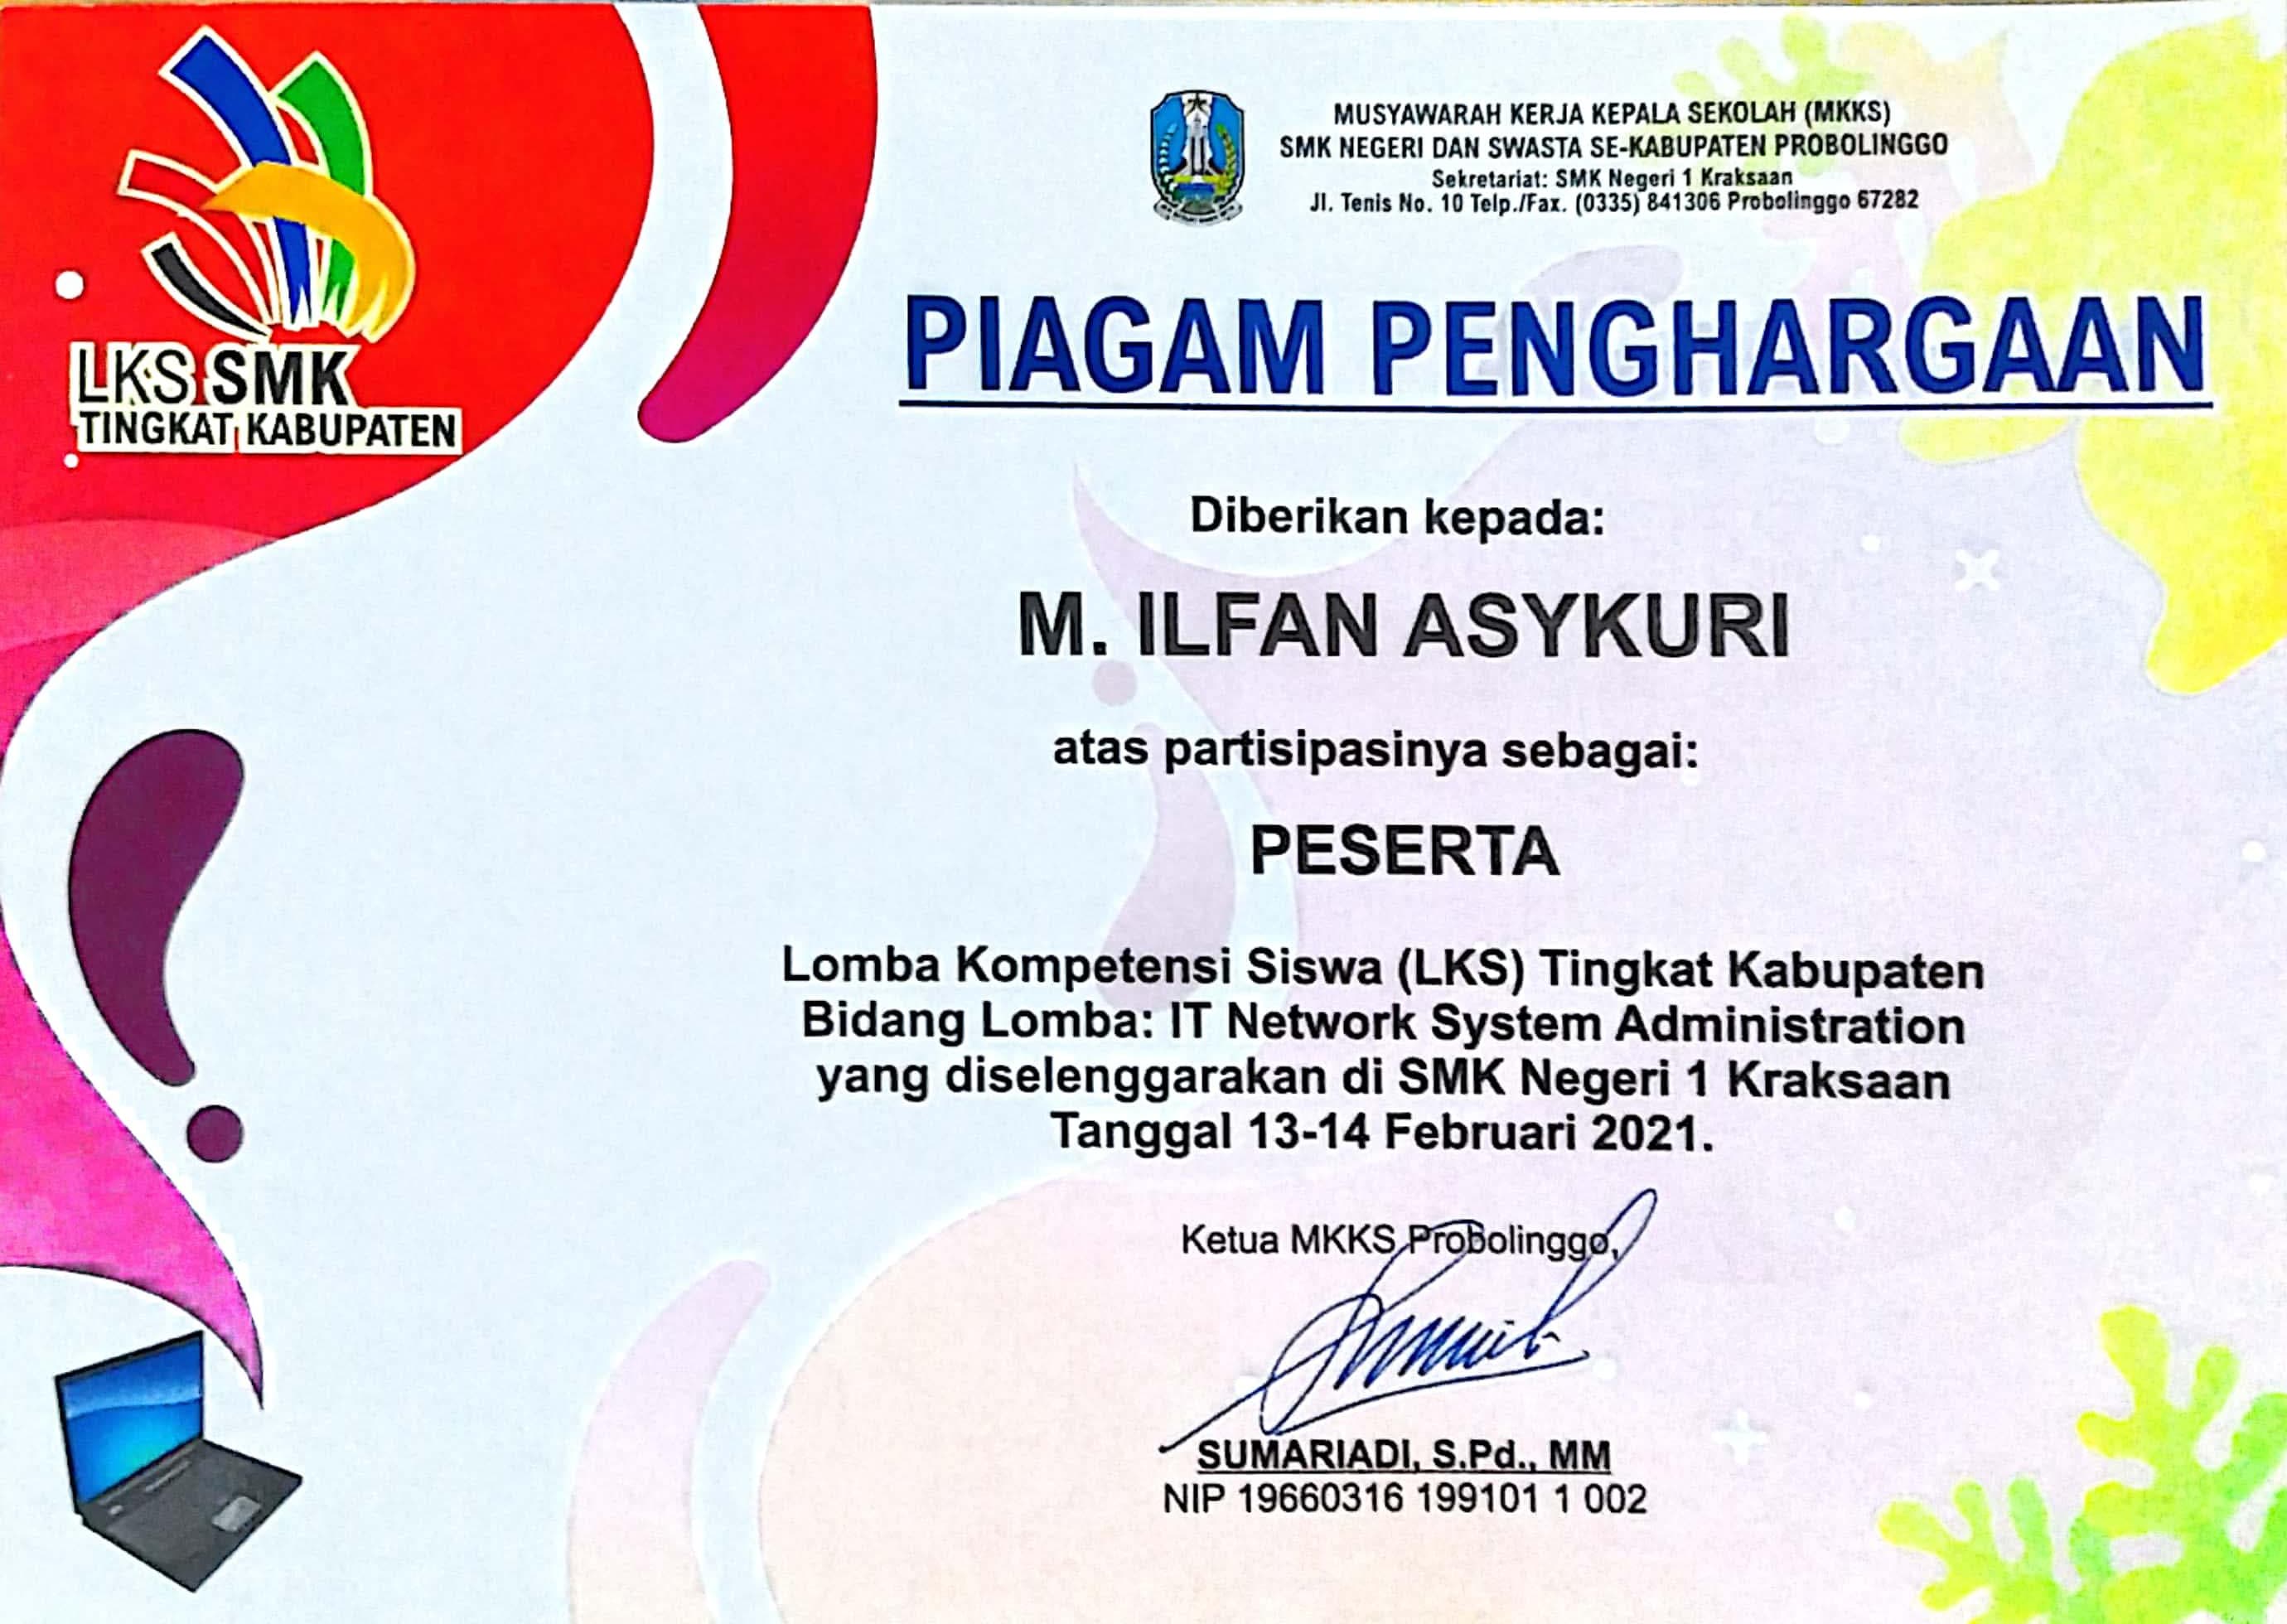 LKS SMK
TINGKAT KABUPATEN
MUSYAWARAH KERJA KEPALA SEKOLAH (MKKS)
SMK NEGERI DAN SWASTA SE-KABUPATEN PROBOLINGGO
Sekretariat: SMK Negeri 1 Kraksaan
Jl. Tenis No. 10 Telp./Fax. (0335) 841306 Probolinggo 67282
PIAGAM PENGHARGAAN
Diberikan kepada:
M. ILFAN ASYKURI
atas partisipasinya sebagai:
PESERTA
Lomba Kompetensi Siswa (LKS) Tingkat Kabupaten
Bidang Lomba: IT Network System Administration
yang diselenggarakan di SMK Negeri 1 Kraksaan
Tanggal 13-14 Februari 2021.
Ketua MKKS Probolinggo,
SUMARIADI, S.Pd., MM
NIP 19660316 199101 1 002